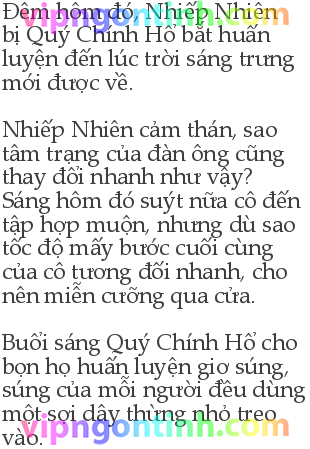 Đêm hôm đó, Nhiếp Nhiên
bị Quý Chính Hổ bắt huấn
luyện đến lúc trời sáng trưng
mới được về.
Nhiếp Nhiên cảm thán, sao
tâm trạng của đàn ông cũng
thay đổi nhanh như vậy?
Sáng hôm đó suýt nữa cô đến
tập hợp muộn, nhưng dù sao
tốc độ mấy bước cuối cùng
của cô tương đối nhanh, cho
nên miễn cưỡng qua cửa.
Buổi sáng Quý Chính Hổ cho
bọn họ huấn luyện giơ súng,
súng của mỗi người đều dùng
một sợi dây thừng nhỏ treo
vào.
vipngontinh.com
vipngontinh.com